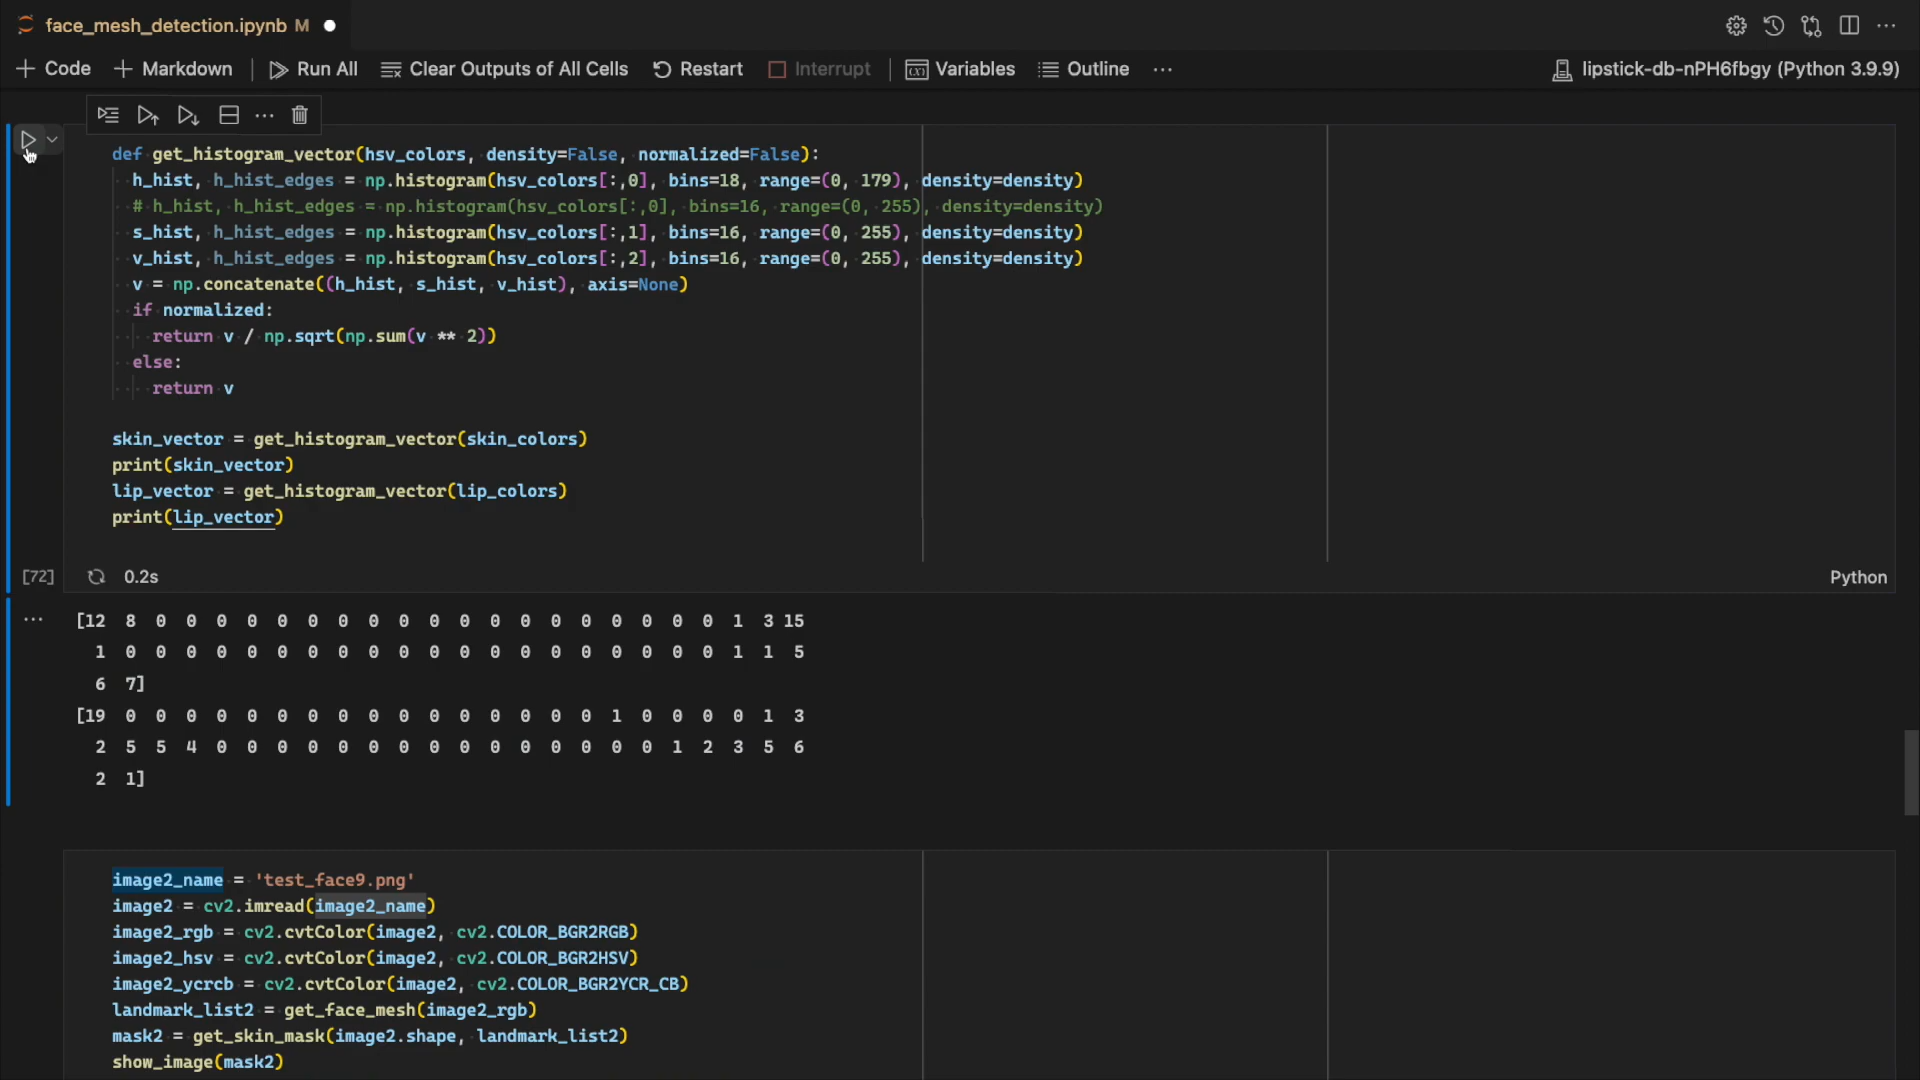 face_mesh_detection.ipynb M
Code Markdown Run All Clear Outputs of All Cells Restart Interrupt Variables Outline ... lipstick-db-nPH6fbgy (Python 3.9.9)
def get_histogram_vector(hsv_colors, density=False, normalized=False):
h_hist, h_hist_edges = np.histogram(hsv_colors[:,0], bins=18, range=(0, 179), density=density)
# h_hist, h_hist_edges = np.histogram(hsv_colors[:,0], bins=16, range=(0, 255), density=density)
s_hist, h_hist_edges = np.histogram(hsv_colors[:,1], bins=16, range=(0, 255), density=density)
v_hist, h_hist_edges = np.histogram(hsv_colors[:,2], bins=16, range=(0, 255), density=density)
v = np.concatenate((h_hist, s_hist, v_hist), axis=None)
if normalized:
return v / np.sqrt(np.sum(v ** 2))
else:
return v
skin_vector = get_histogram_vector(skin_colors)
print(skin_vector)
lip_vector = get_histogram_vector(lip_colors)
print(lip_vector)
[72] 0.2s Python
[12 8 0 0 0 0 0 0 0 0 0 0 0 0 0 0 0 0 0 0 0 1 3 15
1 0 0 0 0 0 0 0 0 0 0 0 0 0 0 0 0 0 0 0 0 1 1 5
6 7]
[19 0 0 0 0 0 0 0 0 0 0 0 0 0 0 0 0 1 0 0 0 0 1 3
2 5 5 4 0 0 0 0 0 0 0 0 0 0 0 0 0 0 0 1 2 3 5 6
2 1]
image2_name = 'test_face9.png'
image2 = cv2.imread(image2_name)
image2_rgb = cv2.cvtColor(image2, cv2.COLOR_BGR2RGB)
image2_hsv = cv2.cvtColor(image2, cv2.COLOR_BGR2HSV)
image2_ycrcb = cv2.cvtColor(image2, cv2.COLOR_BGR2YCR_CB)
landmark_list2 = get_face_mesh(image2_rgb)
mask2 = get_skin_mask(image2.shape, landmark_list2)
show_image(mask2)